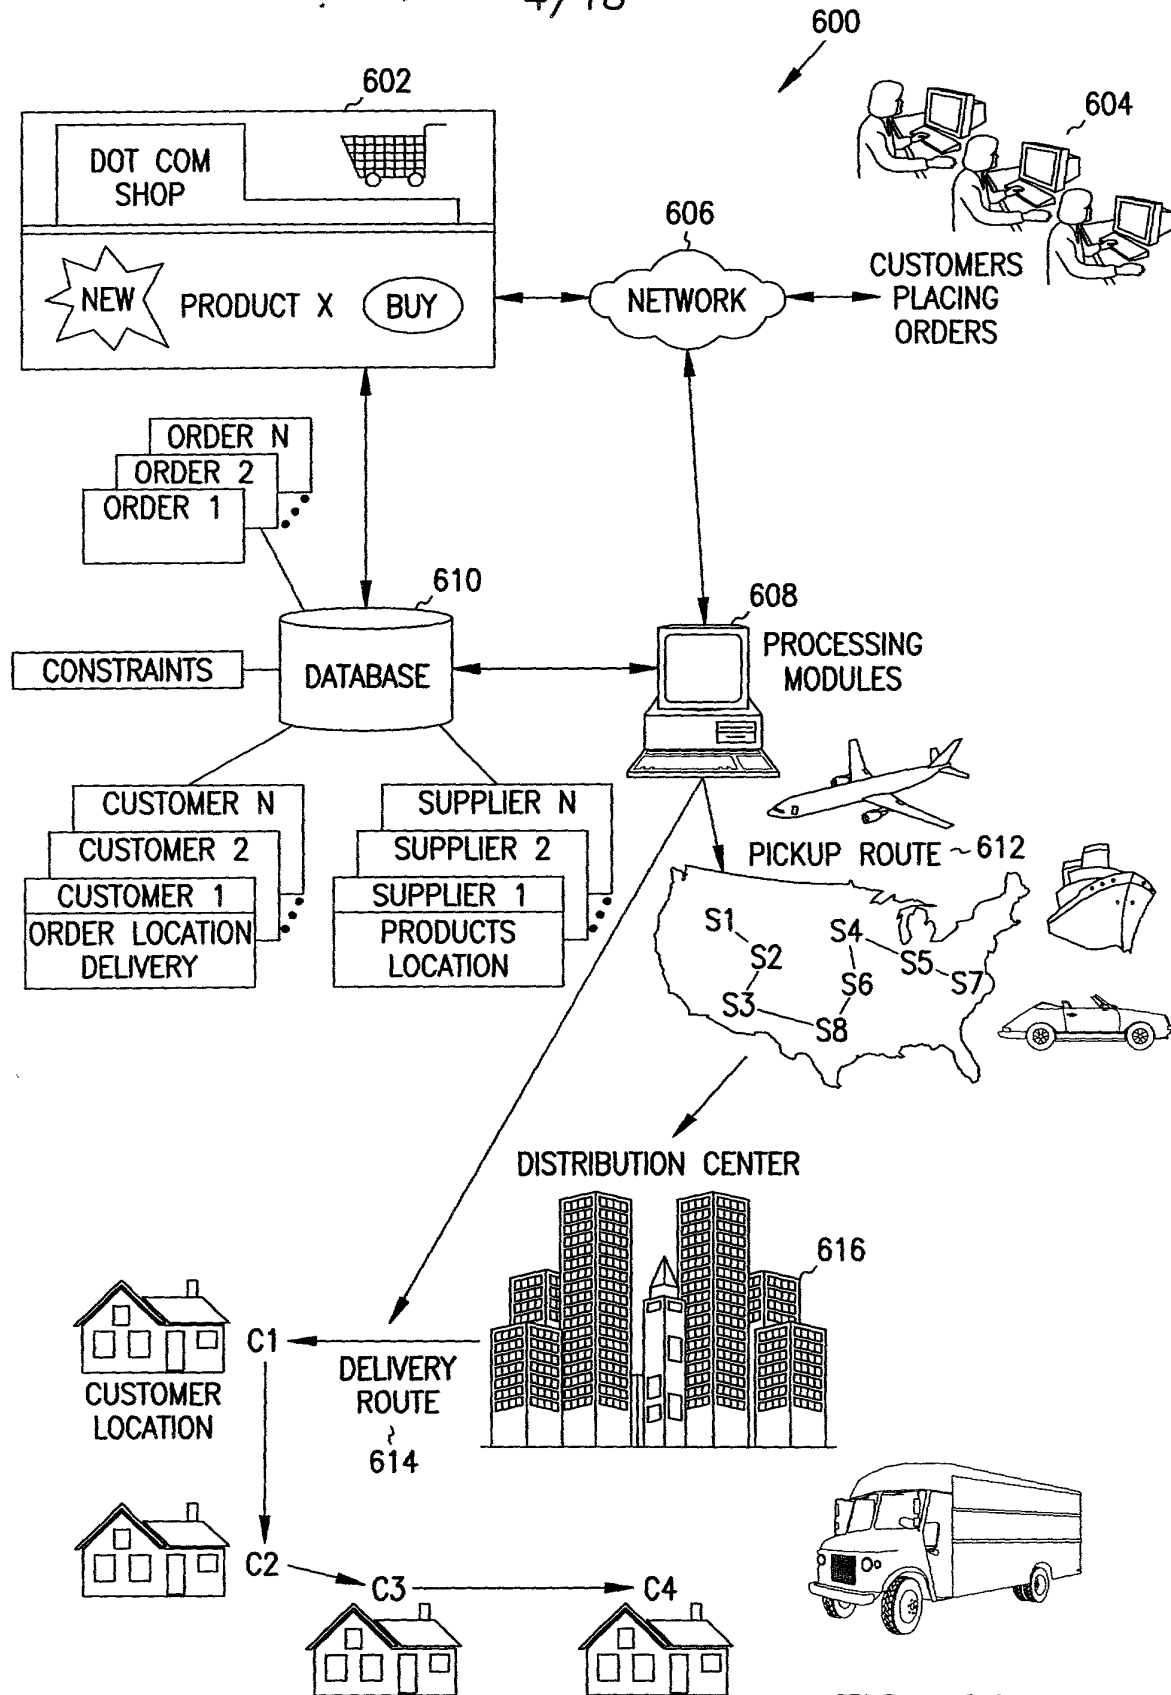 4/18
600
602
604
DOT COM
SHOP
606
NEW
PRODUCT X
BUY
NETWORK
CUSTOMERS
PLACING
ORDERS
ORDER N
ORDER 2
ORDER 1
610
608
CONSTRAINTS
DATABASE
PROCESSING
MODULES
CUSTOMER N
CUSTOMER 2
CUSTOMER 1
ORDER LOCATION
DELIVERY
SUPPLIER N
SUPPLIER 2
SUPPLIER 1
PRODUCTS
LOCATION
PICKUP ROUTE ~612
S1
S4
S2
S5
S6
S7
S3
S8
DISTRIBUTION CENTER
616
C1
CUSTOMER
LOCATION
DELIVERY
ROUTE
614
C2
C3
C4